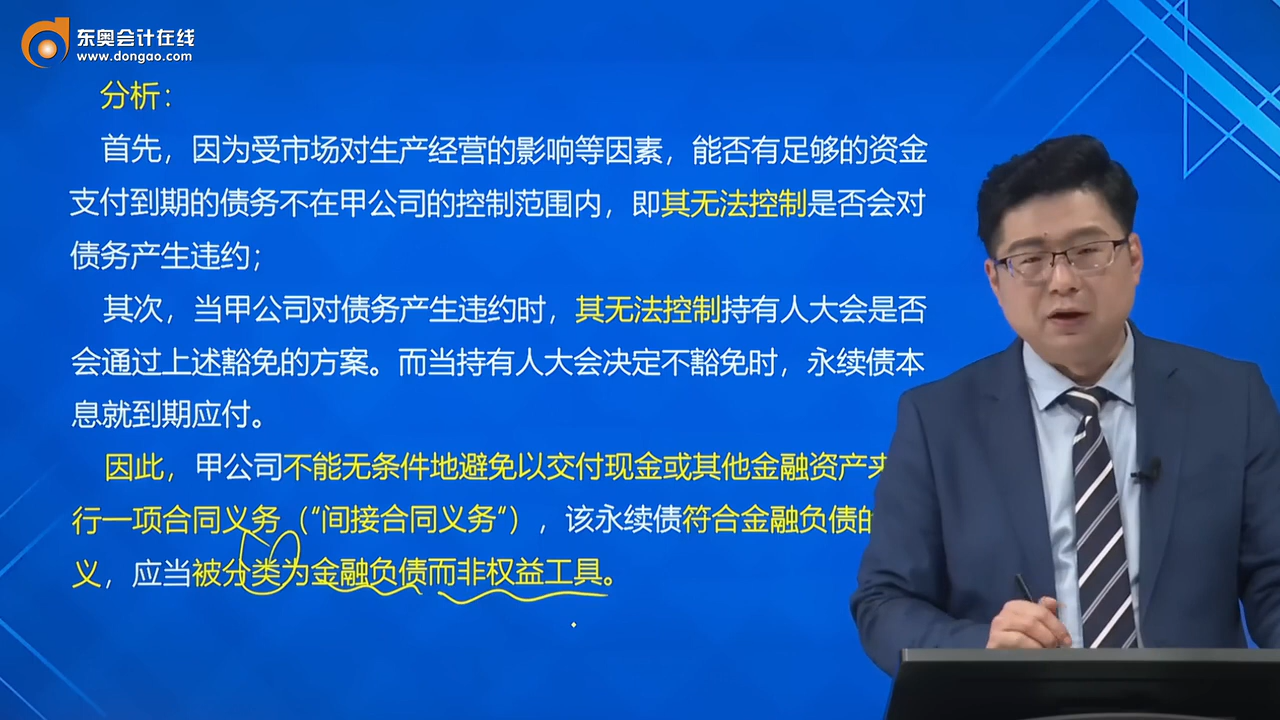 东奥会计在线
www.dongao.com
分析：
首先，因为受市场对生产经营的影响等因素，能否有足够的资金
支付到期的债务不在甲公司的控制范围内，即其无法控制是否会对
债务产生违约；
其次，当甲公司对债务产生违约时，其无法控制持有人大会是否
会通过上述豁免的方案。而当持有人大会决定不豁免时，永续债本
息就到期应付。
因此，甲公司不能无条件地避免以交付现金或其他金融资产来
行一项合同义务（“间接合同义务“），该永续债符合金融负债的
义，应当被分类为金融负债而非权益工具。